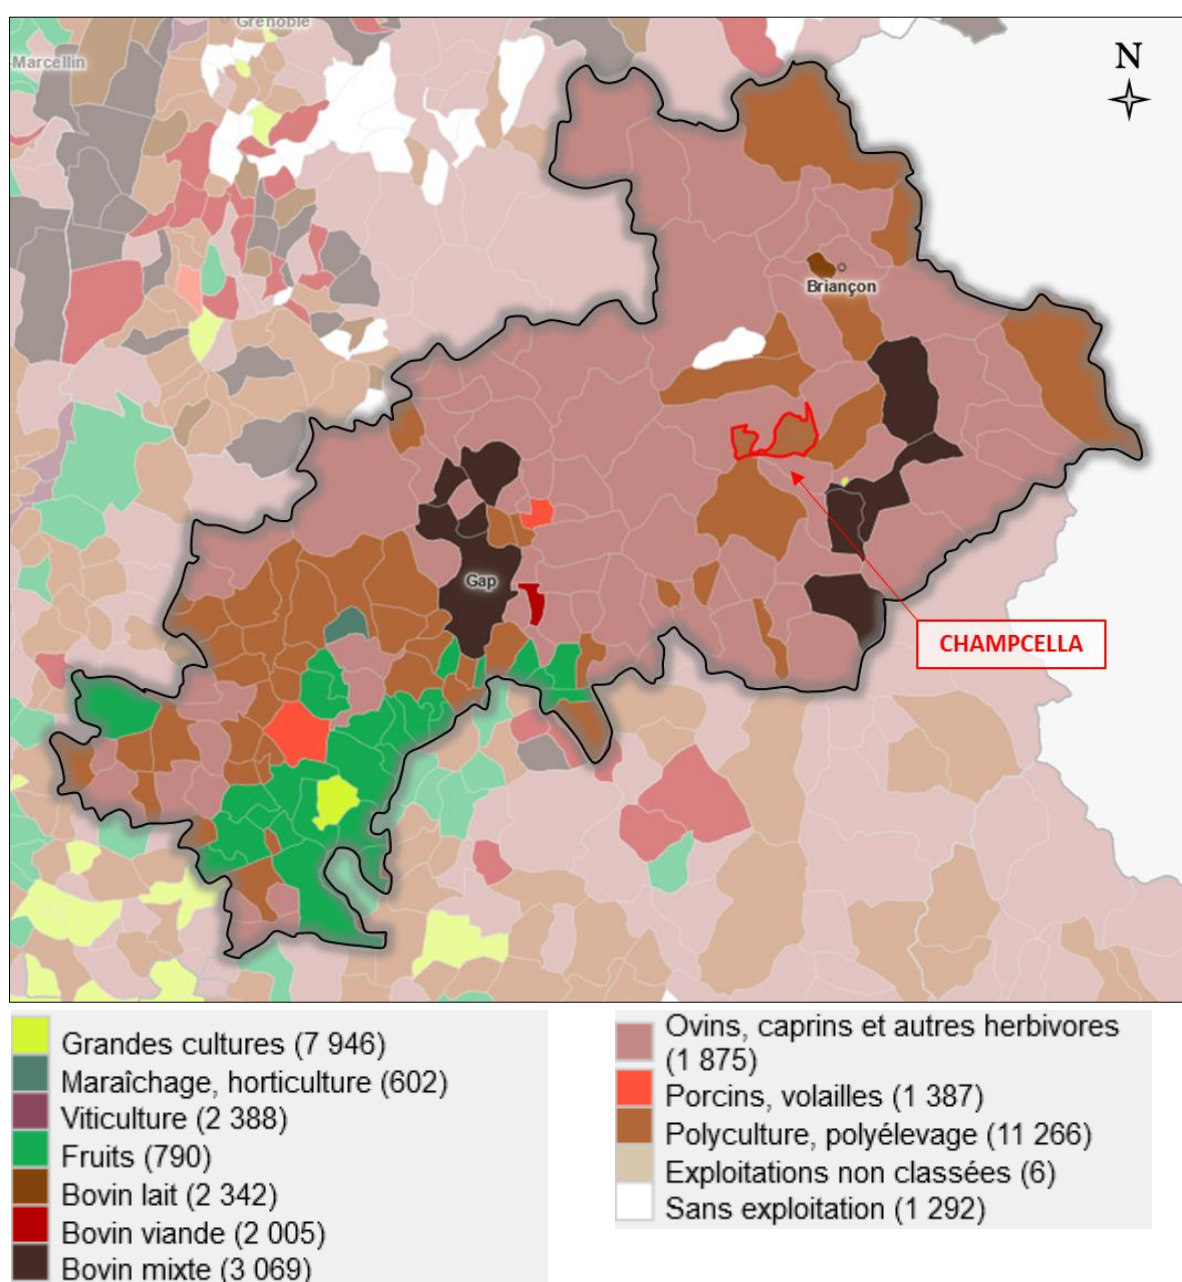 Grenoble
Marcellin
N
Briançon
Gap
CHAMPCELLA
Grandes cultures (7 946)
Maraîchage, horticulture (602)
Viticulture (2 388)
Fruits (790)
Bovin lait (2 342)
Bovin viande (2 005)
Bovin mixte (3 069)
Ovins, caprins et autres herbivores
(1 875)
Porcins, volailles (1 387)
Polyculture, polyélevage (11 266)
Exploitations non classées (6)
Sans exploitation (1 292)